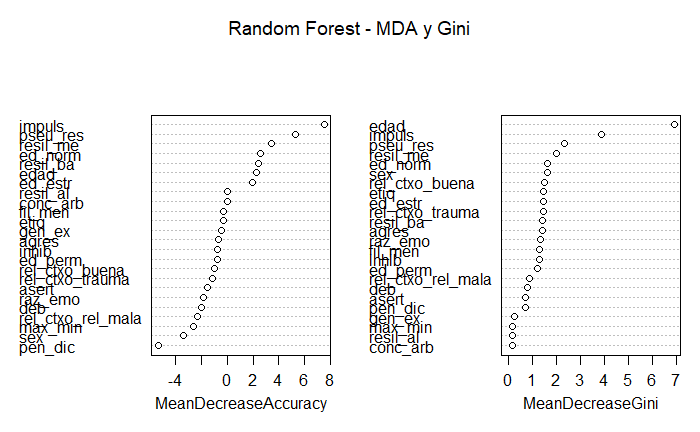 Random Forest - MDA y Gini
impuls
pseu_res
resil_me
ed_norm
resil_ba
edad
ed_estr
resil_al
conc_arb
fil_men
etiq
gen_ex
agres
inhib
ed_perm
rel_ctxo_buena
rel_ctxo_trauma
asert
raz_emo
deb
rel_ctxo_rel_mala
max_min
sex
pen_dic
-4 0 2 4 6 8
MeanDecreaseAccuracy
edad
impuls
pseu_res
resil_me
ed_norm
sex
rel_ctxo_buena
etiq
ed_estr
rel_ctxo_trauma
resil_ba
agres
raz_emo
fil_men
inhib
ed_perm
rel_ctxo_rel_mala
deb
asert
pen_dic
gen_ex
max_min
resil_al
conc_arb
0 1 2 3 4 5 6 7
MeanDecreaseGini